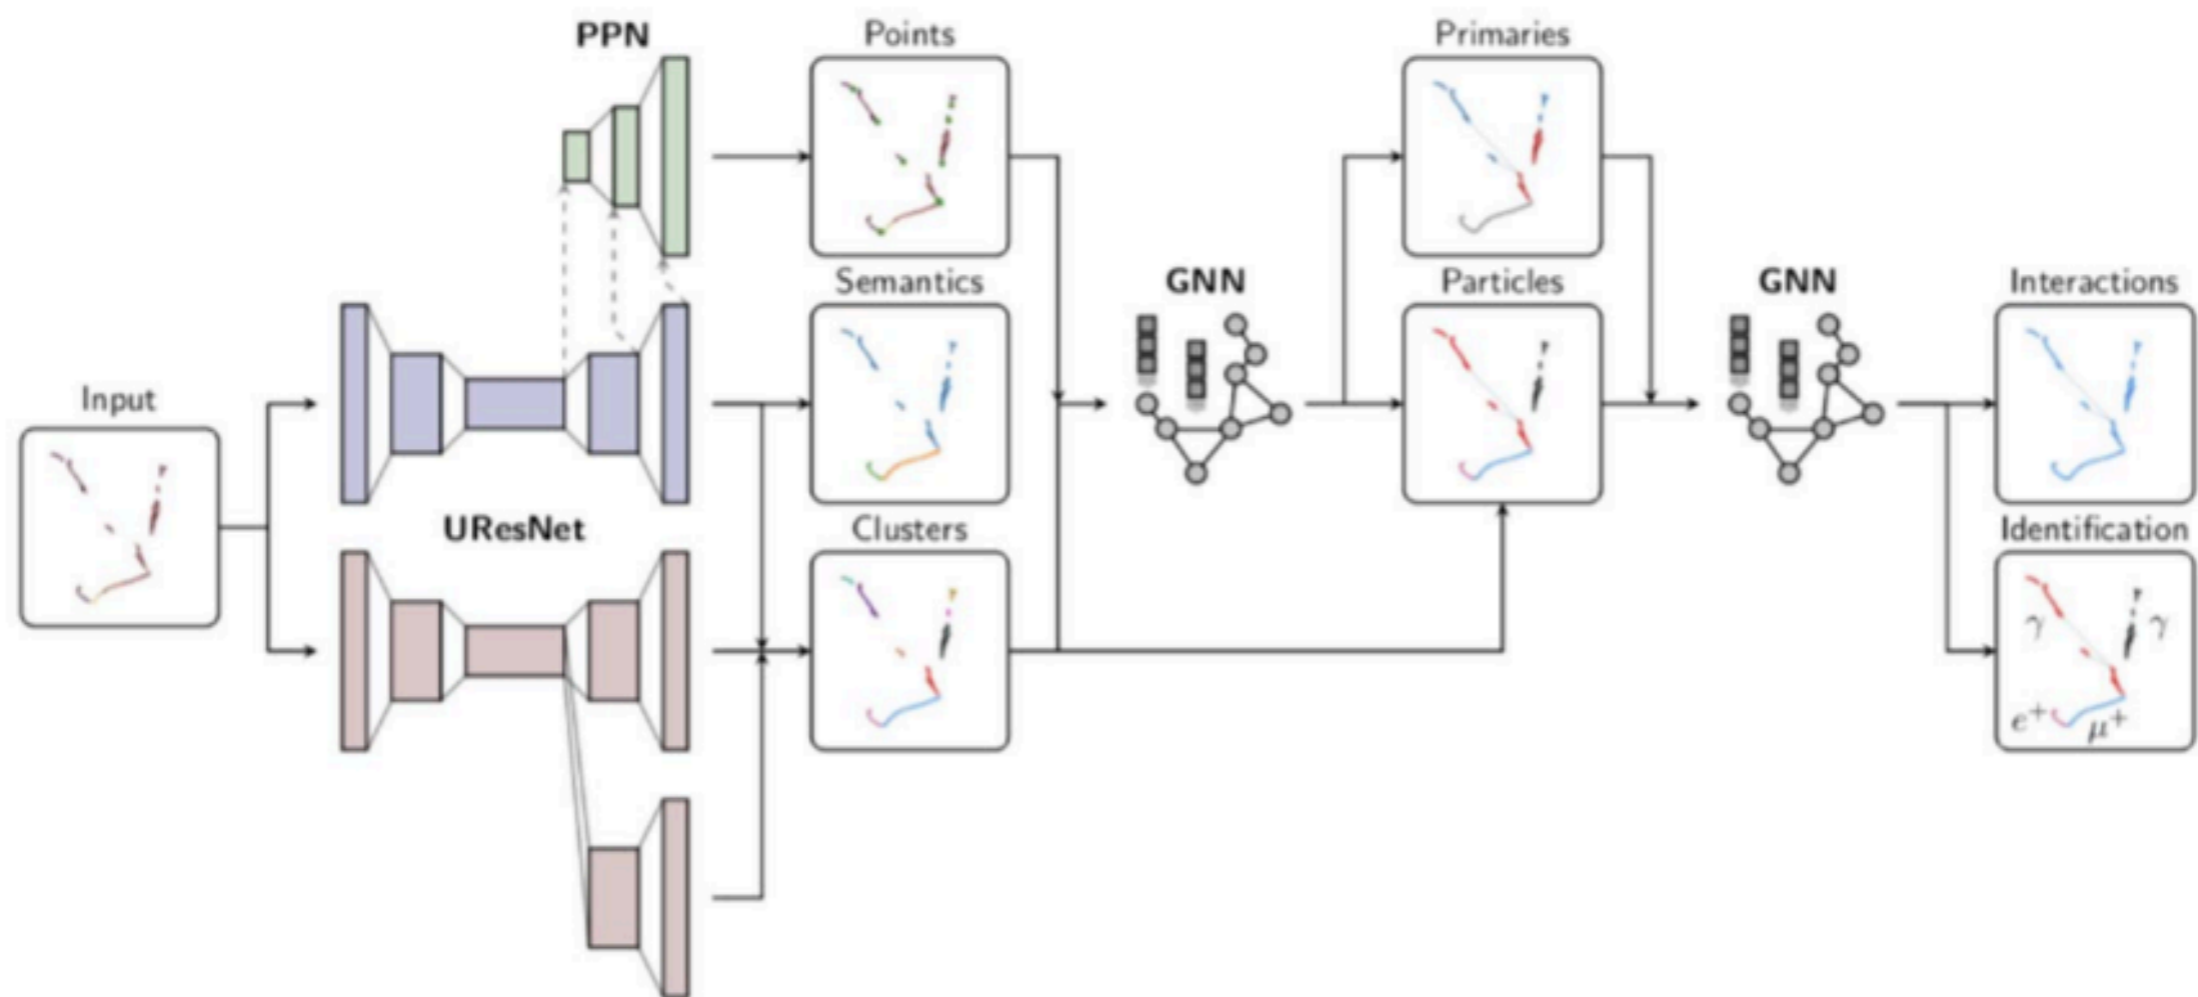 PPN
Points
Primaries
Semantics
GNN
Particles
GNN
Interactions
Input
UResNet
Clusters
Identification
γ
γ
e⁺
μ⁺